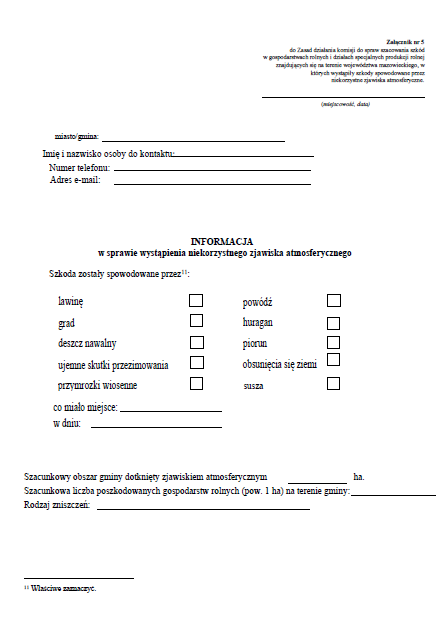 Załącznik nr 5
do Zasad działania komisji do spraw szacowania szkód
w gospodarstwach rolnych i działach specjalnych produkcji rolnej
znajdujących się na terenie województwa mazowieckiego, w
których wystąpiły szkody spowodowane przez
niekorzystne zjawiska atmosferyczne.
(miejscowość, data)
miasto/gmina:
Imię i nazwisko osoby do kontaktu:
Numer telefonu:
Adres e-mail:
INFORMACJA
w sprawie wystąpienia niekorzystnego zjawiska atmosferycznego
Szkoda zostały spowodowane przez¹¹:
lawinę powódź
grad huragan
deszcz nawalny piorun
ujemne skutki przezimowania obsunięcia się ziemi
przymrozki wiosenne susza
co miało miejsce:
w dniu:
Szacunkowy obszar gminy dotknięty zjawiskiem atmosferycznym ha.
Szacunkowa liczba poszkodowanych gospodarstw rolnych (pow. 1 ha) na terenie gminy:
Rodzaj zniszczeń:
¹¹ Właściwe zaznaczyć.